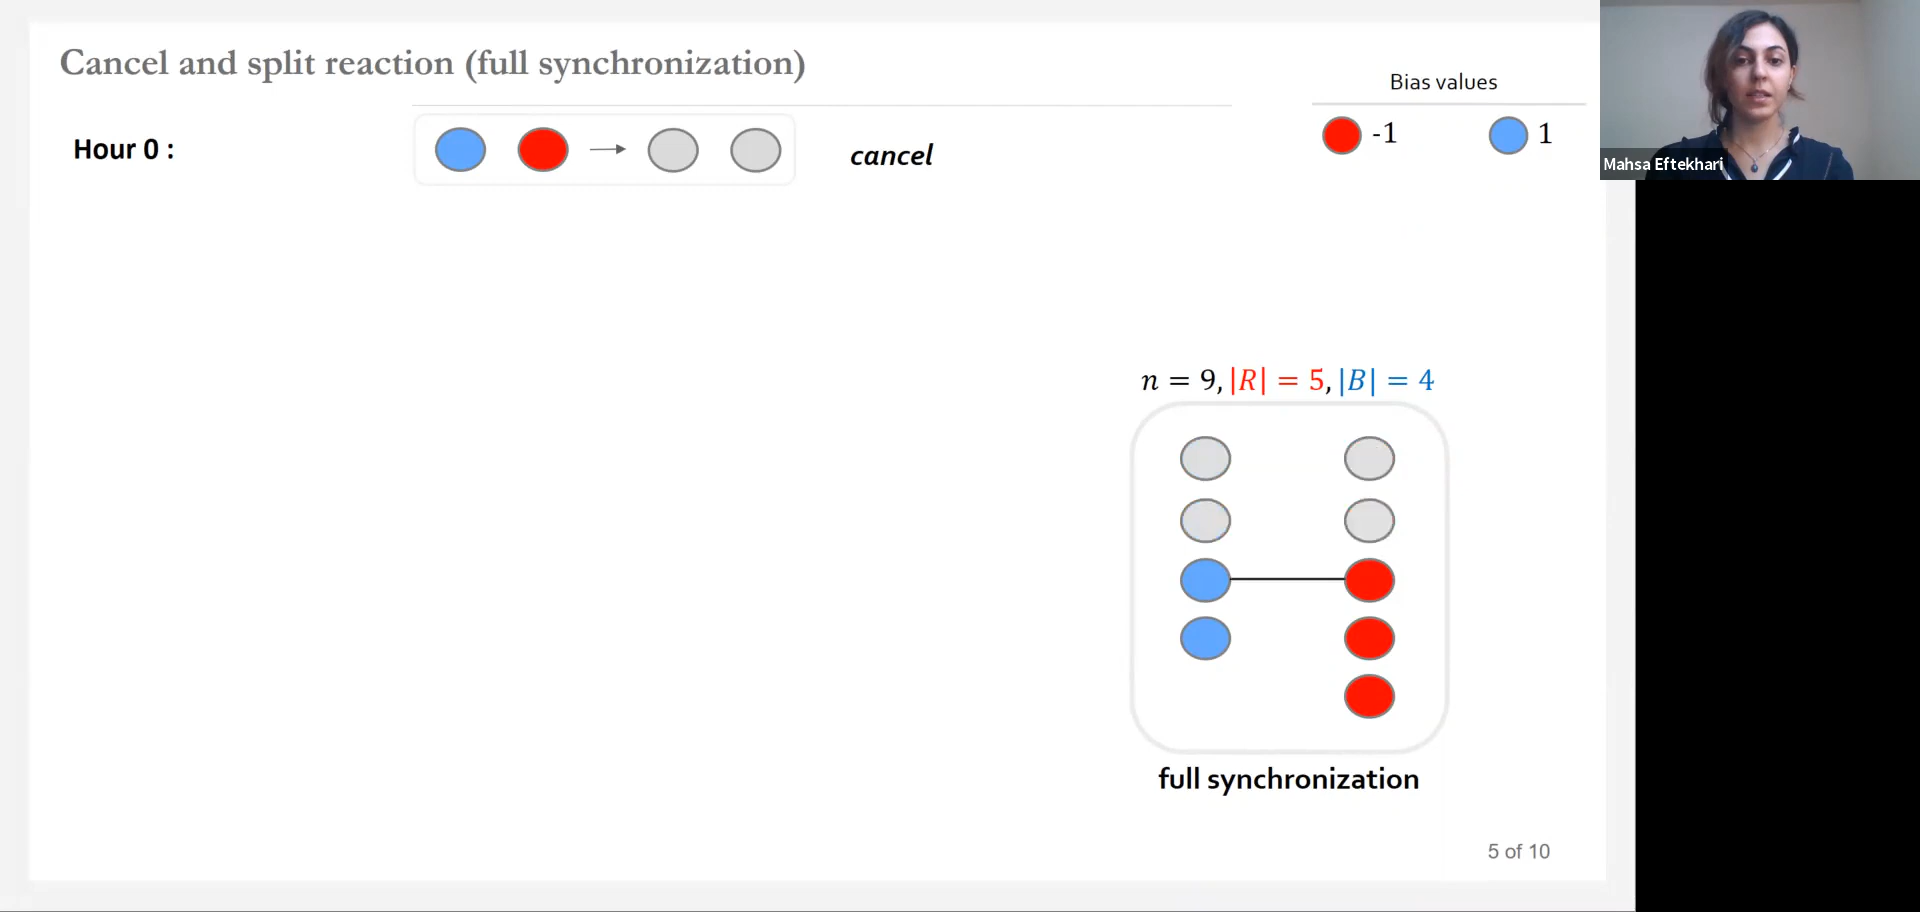 Cancel and split reaction (full synchronization)
Bias values
-1 1
Hour 0 :
cancel
Mahsa Eftekhari
n = 9, |R| = 5, |B| = 4
full synchronization
5 of 10